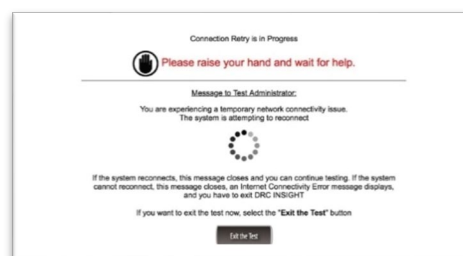 Connection Retry is in Progress
Please raise your hand and wait for help.
Message to Test Administrator:
You are experiencing a temporary network connectivity issue.
The system is attempting to reconnect
If the system reconnects, this message closes and you can continue testing. If the system
cannot reconnect, this message closes, an Internet Connectivity Error message displays,
and you have to exit DRC INSIGHT
If you want to exit the test now, select the "Exit the Test" button
Exit the Test